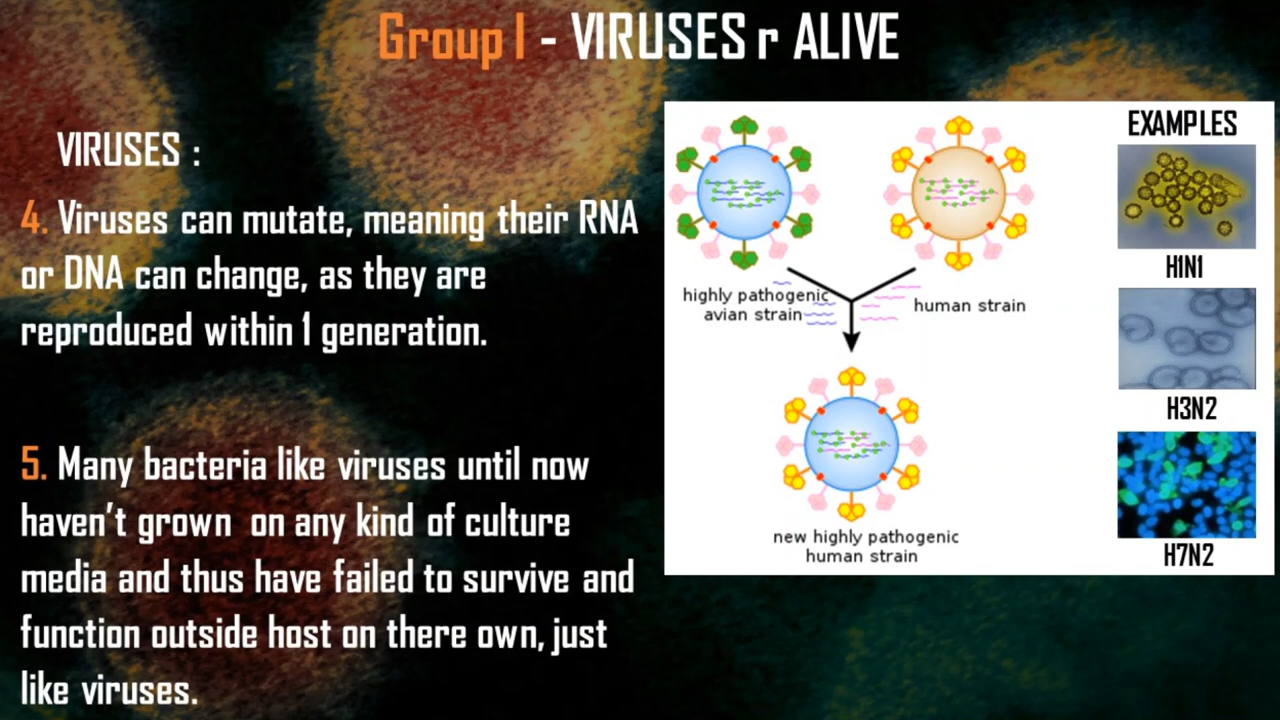 Group I - VIRUSES r ALIVE
VIRUSES :
4. Viruses can mutate, meaning their RNA
or DNA can change, as they are
reproduced within 1 generation.
5. Many bacteria like viruses until now
haven't grown on any kind of culture
media and thus have failed to survive and
function outside host on there own, just
like viruses.
highly pathogenic
avian strain
human strain
new highly pathogenic
human strain
EXAMPLES
H1N1
H3N2
H7N2